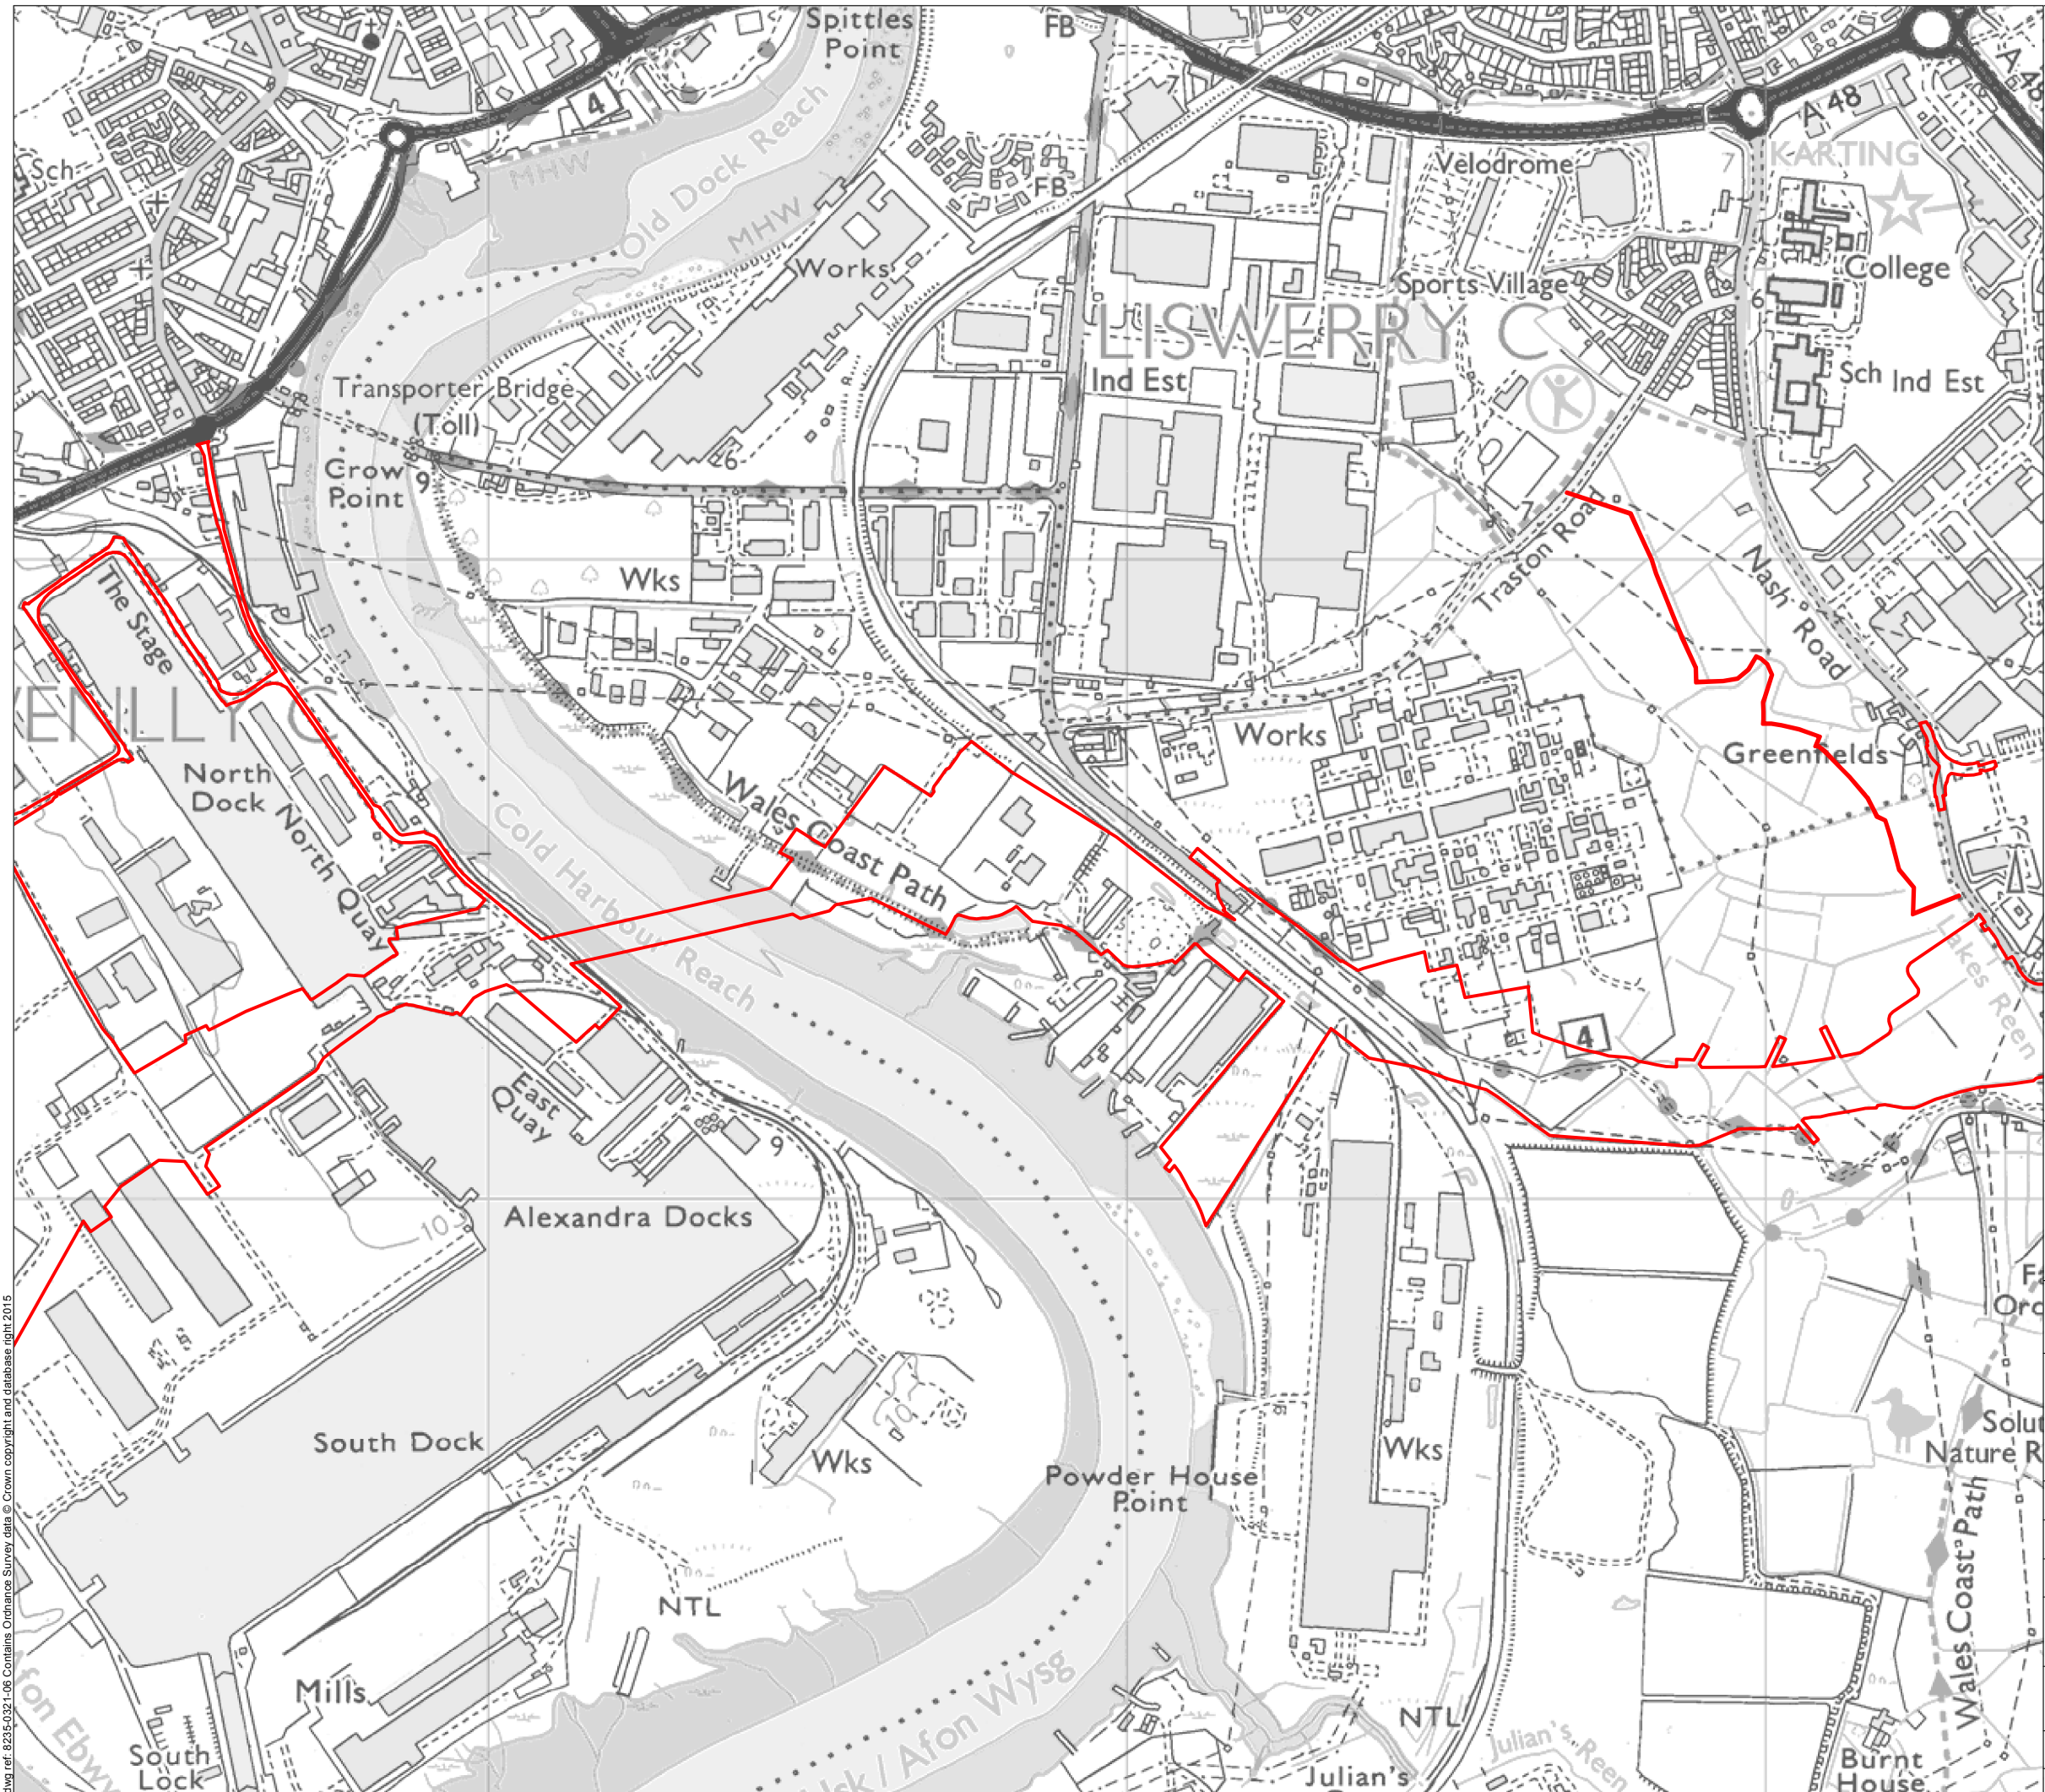 Spittles
Point
FB
4
Sch
MHW
Old Dock Reach
MHW
FB
7
A 48
A 48
Velodrome
7
KARTING
Works
Sports Village
College
6
LISWERRY C
Ind Est
Sch
Ind Est
Transporter Bridge
(Toll)
6
Crow
Point
9
7
7
Traston Road
Nash Road
Wks
The Stage
Works
Greenfields
North
Dock
North Quay
Wales Coast Path
Cold Harbour Reach
Lakes Reen
4
East
Quay
9
Alexandra Docks
10
South Dock
Wks
10
Powder House
Point
Wks
Nature R
Wales Coast Path
NTL
Mills
NTL
Afon Wysg
South
Lock
Julian's
Julian's Reen
Burnt
House
dwg ref: 8235-0321-06 Contains Ordnance Survey data © Crown copyright and database right 2015